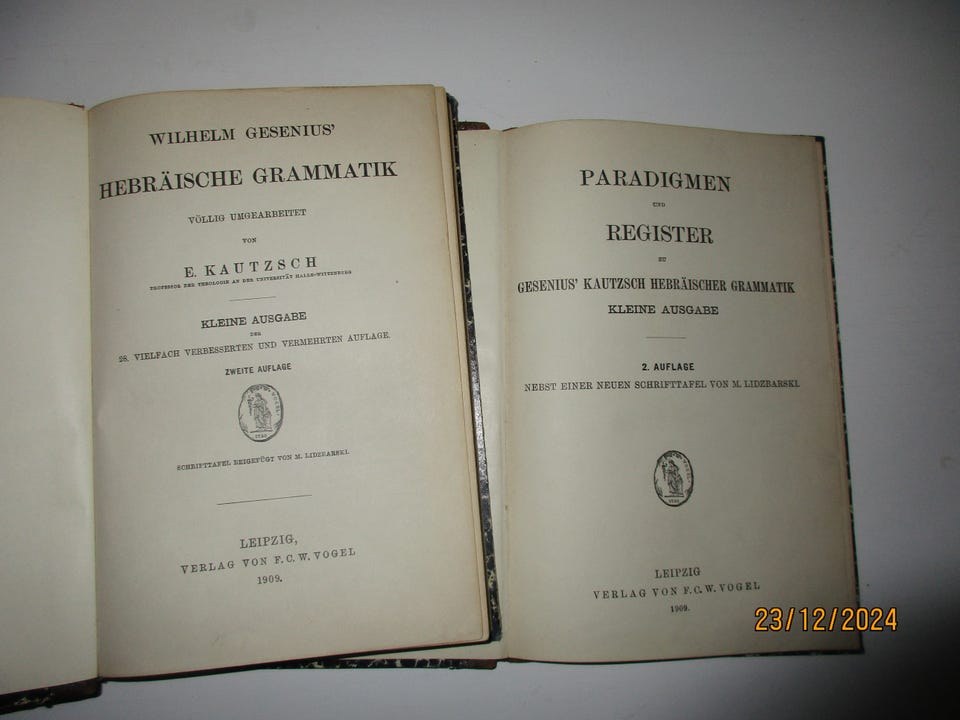 WILHELM GESENIUS'
HEBRÄISCHE GRAMMATIK
VÖLLIG UMGEARBEITET
VON
E. KAUTZSCH
PROFESSOR DER THEOLOGIE AN DER UNIVERSITÄT HALLE-WITTENBERG
KLEINE AUSGABE
DER
28. VIELFACH VERBESSERTEN UND VERMEHRTEN AUFLAGE.
ZWEITE AUFLAGE
SCHRIFTTAFEL BEIGEFÜGT VON M. LIDZBARSKI.
LEIPZIG,
VERLAG VON F. C. W. VOGEL
1909.
PARADIGMEN
UND
REGISTER
ZU
GESENIUS' KAUTZSCH HEBRÄISCHER GRAMMATIK
KLEINE AUSGABE
2. AUFLAGE
NEBST EINER NEUEN SCHRIFTTAFEL VON M. LIDZBARSKI.
LEIPZIG
VERLAG VON F. C. W. VOGEL
1909.
23/12/2024